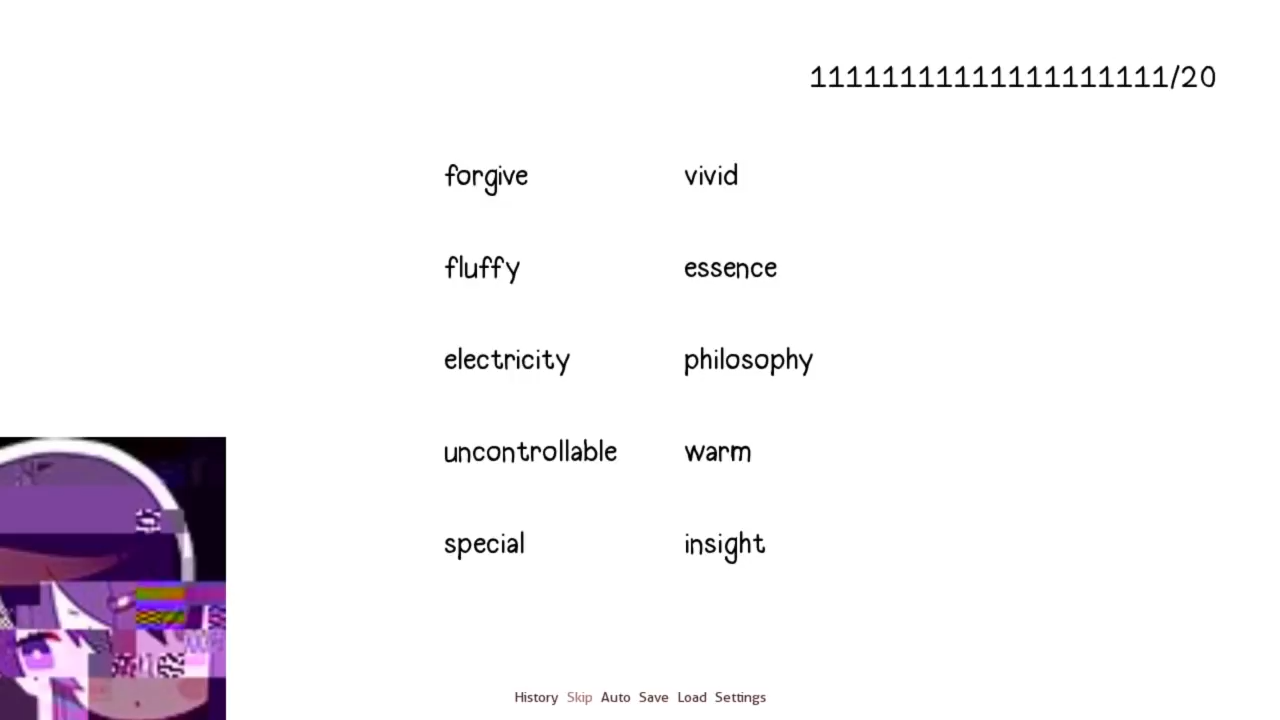 11111111111111111111/20
forgive vivid
fluffy essence
electricity philosophy
uncontrollable warm
special insight
History Skip Auto Save Load Settings